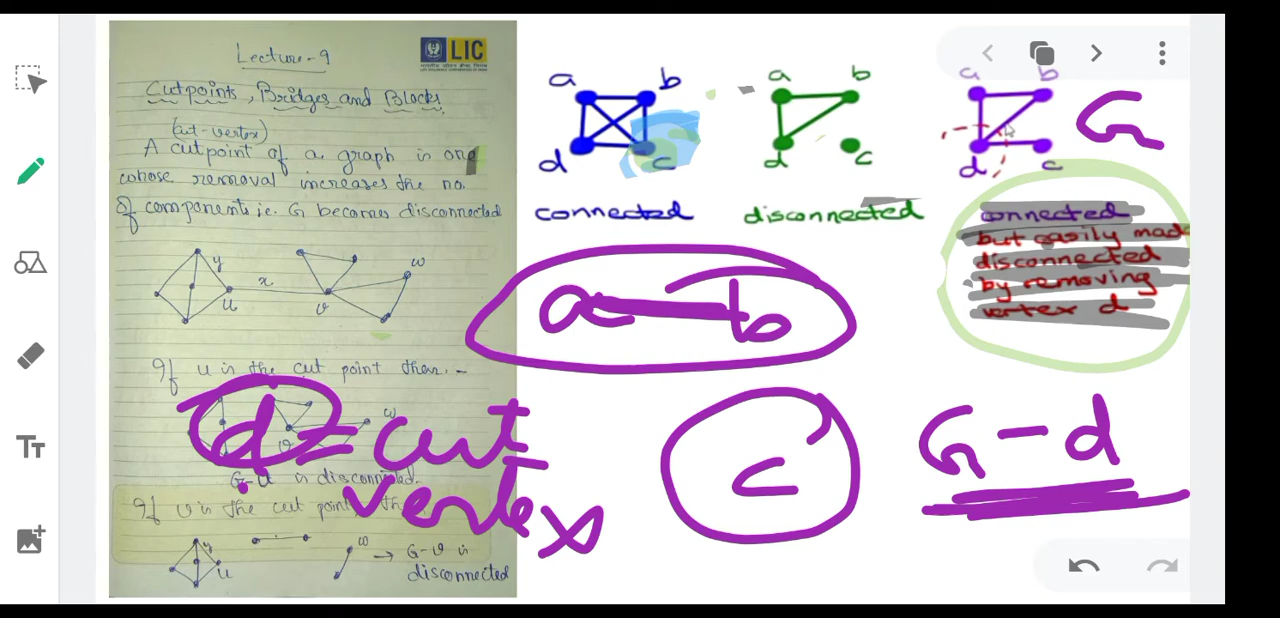 Lecture-9
LIC
Cutpoints, Bridges and Blocks
(cut-vertex)
A cutpoint of a graph is one
whose removal increases the no.
Of components i.e. G becomes disconnected
y
u
x
v
w
If u is the cut point then:-
w
v
G-u is disconnected.
If v is the cut point
y
u
w
→ G-v is
disconnected
a b
d c
connected
a b
d c
disconnected
a b
d c
G
connected
but easily made
disconnected
by removing
vertex d
a b
c
d = cut
vertex
G - d
Tt